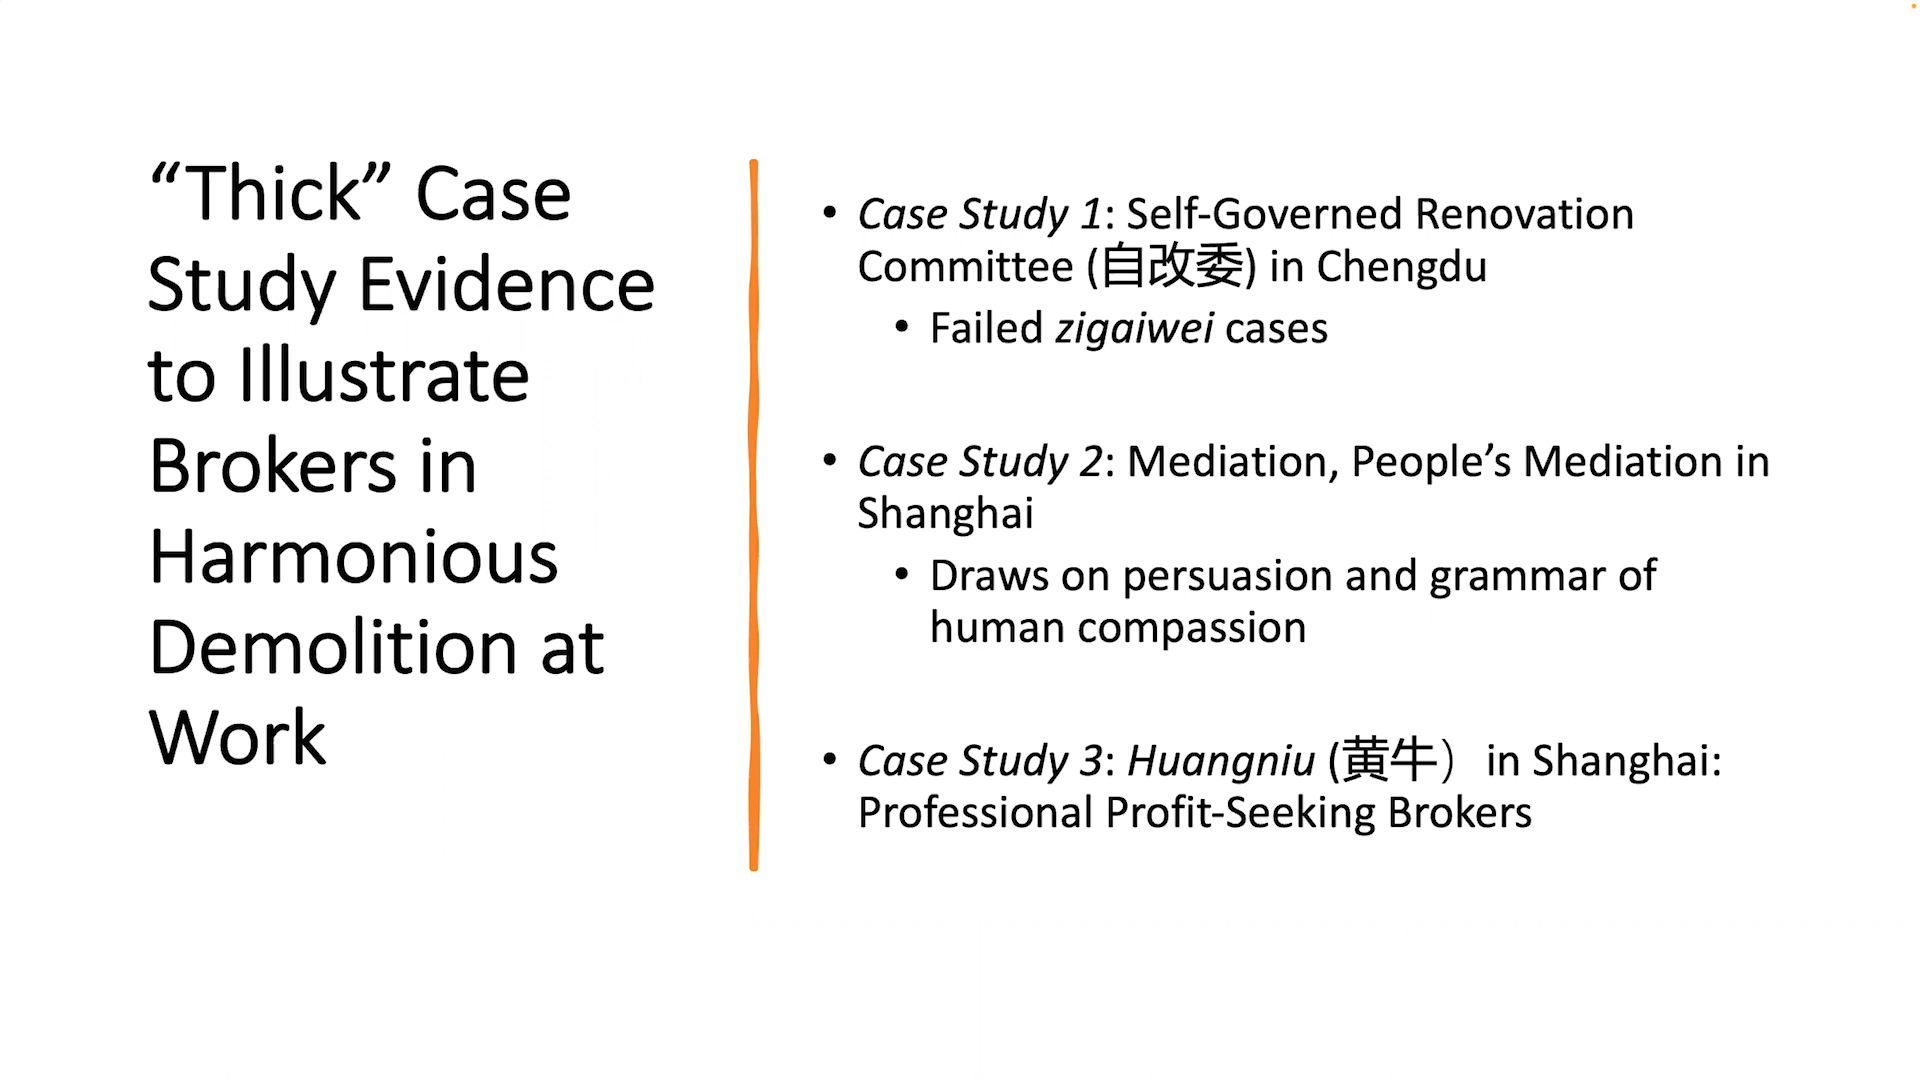 “Thick” Case
Study Evidence
to Illustrate
Brokers in
Harmonious
Demolition at
Work
• Case Study 1: Self-Governed Renovation
Committee (自改委) in Chengdu
• Failed zigaiwei cases
• Case Study 2: Mediation, People’s Mediation in
Shanghai
• Draws on persuasion and grammar of
human compassion
• Case Study 3: Huangniu (黄牛） in Shanghai:
Professional Profit-Seeking Brokers